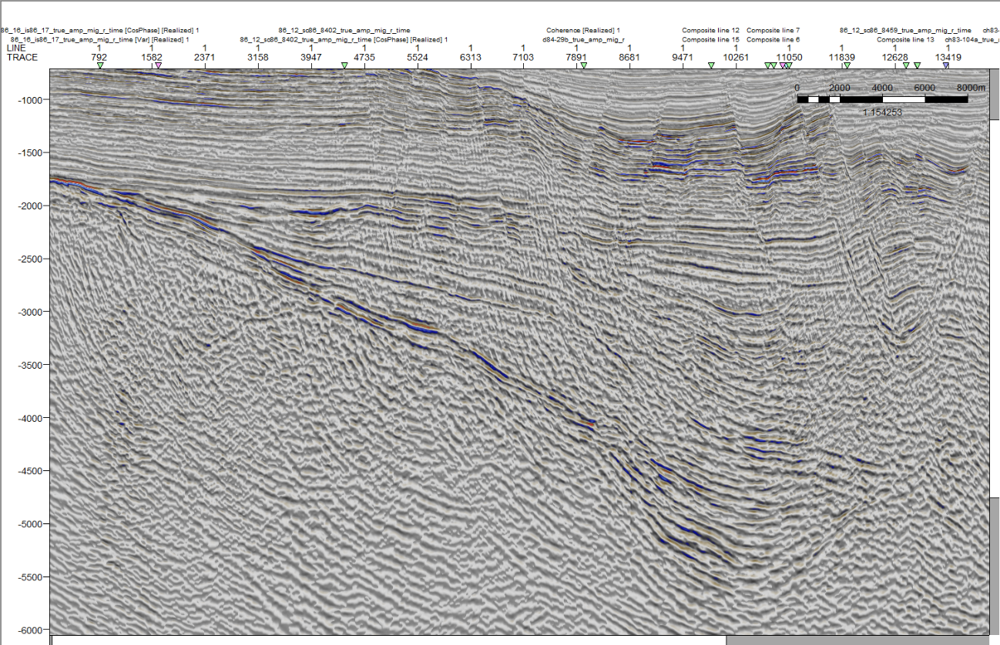 86_16_is86_17_true_amp_mig_r_time [CosPhase] [Realized] 1 86_12_sc86_8402_true_amp_mig_r_time Coherence [Realized] 1 Composite line 12 Composite line 7 86_12_sc86_8459_true_amp_mig_r_time ch83-
86_16_is86_17_true_amp_mig_r_time [Var] [Realized] 1 86_12_sc86_8402_true_amp_mig_r_time [CosPhase] [Realized] 1 d84-29b_true_amp_mig_r Composite line 15 Composite line 6 Composite line 13 ch83-104a_true_
LINE 1 1 1 1 1 1 1 1 1 1 1 1 1 1 1 1 1
TRACE 792 1582 2371 3158 3947 4735 5524 6313 7103 7891 8681 9471 10261 11050 11839 12628 13419
0 2000 4000 6000 8000m
-1000
1:154253
-1500
-2000
-2500
-3000
-3500
-4000
-4500
-5000
-5500
-6000